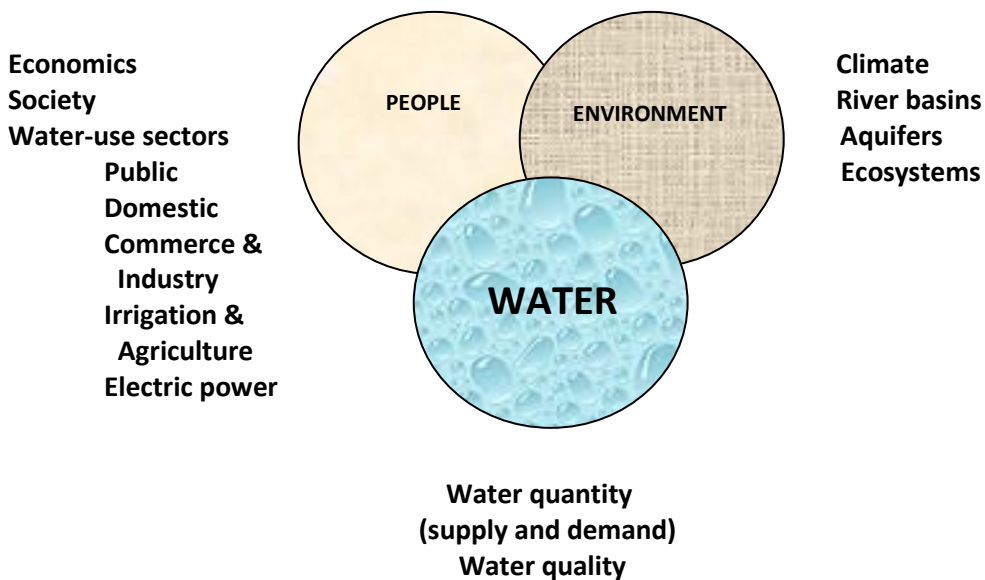 Economics
Society
Water-use sectors
Public
Domestic
Commerce &
Industry
Irrigation &
Agriculture
Electric power
PEOPLE
ENVIRONMENT
WATER
Climate
River basins
Aquifers
Ecosystems
Water quantity
(supply and demand)
Water quality